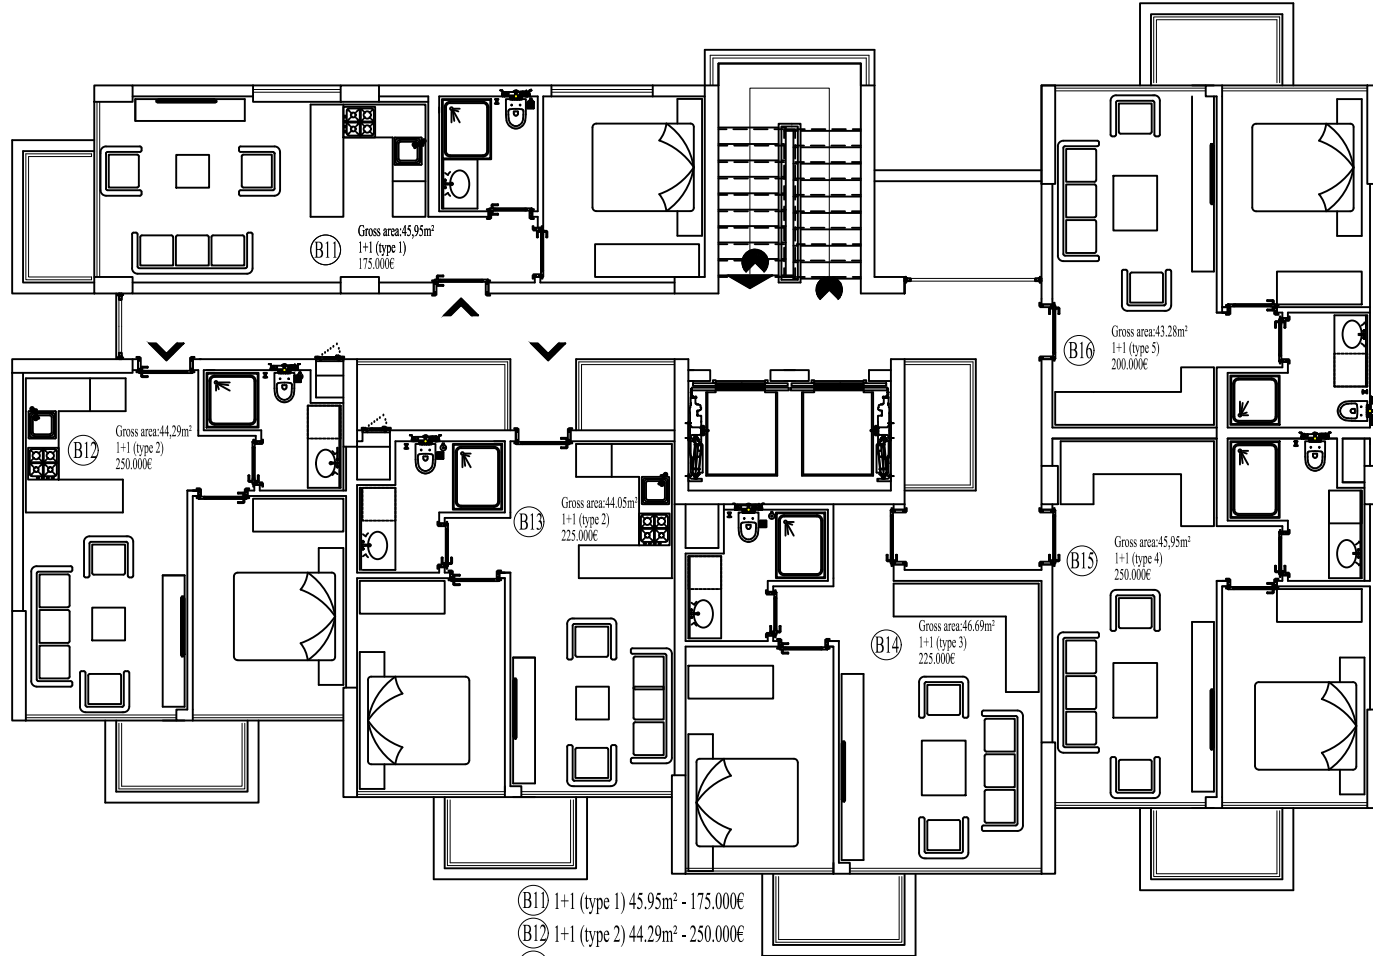 B11
Gross area:45,95m²
1+1 (type 1)
175.000€
B16
Gross area:43.28m²
1+1 (type 5)
200.000€
B12
Gross area:44,29m²
1+1 (type 2)
250.000€
B13
Gross area:44.05m²
1+1 (type 2)
225.000€
B15
Gross area:45,95m²
1+1 (type 4)
250.000€
B14
Gross area:46.69m²
1+1 (type 3)
225.000€
B11 1+1 (type 1) 45.95m² - 175.000€
B12 1+1 (type 2) 44.29m² - 250.000€